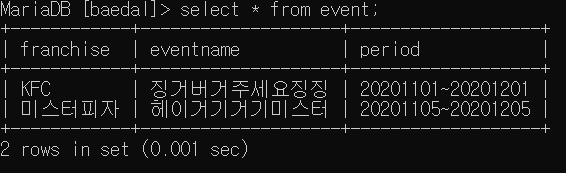 MariaDB [baedal]> select * from event;
+------------+--------------------+-------------------+
| franchise | eventname | period |
+------------+--------------------+-------------------+
| KFC |징거버거주세요징징 | 20201101~20201201 |
| 미스터피자 | 헤이거기거기미스터 | 20201105~20201205 |
+------------+--------------------+-------------------+
2 rows in set (0.001 sec)